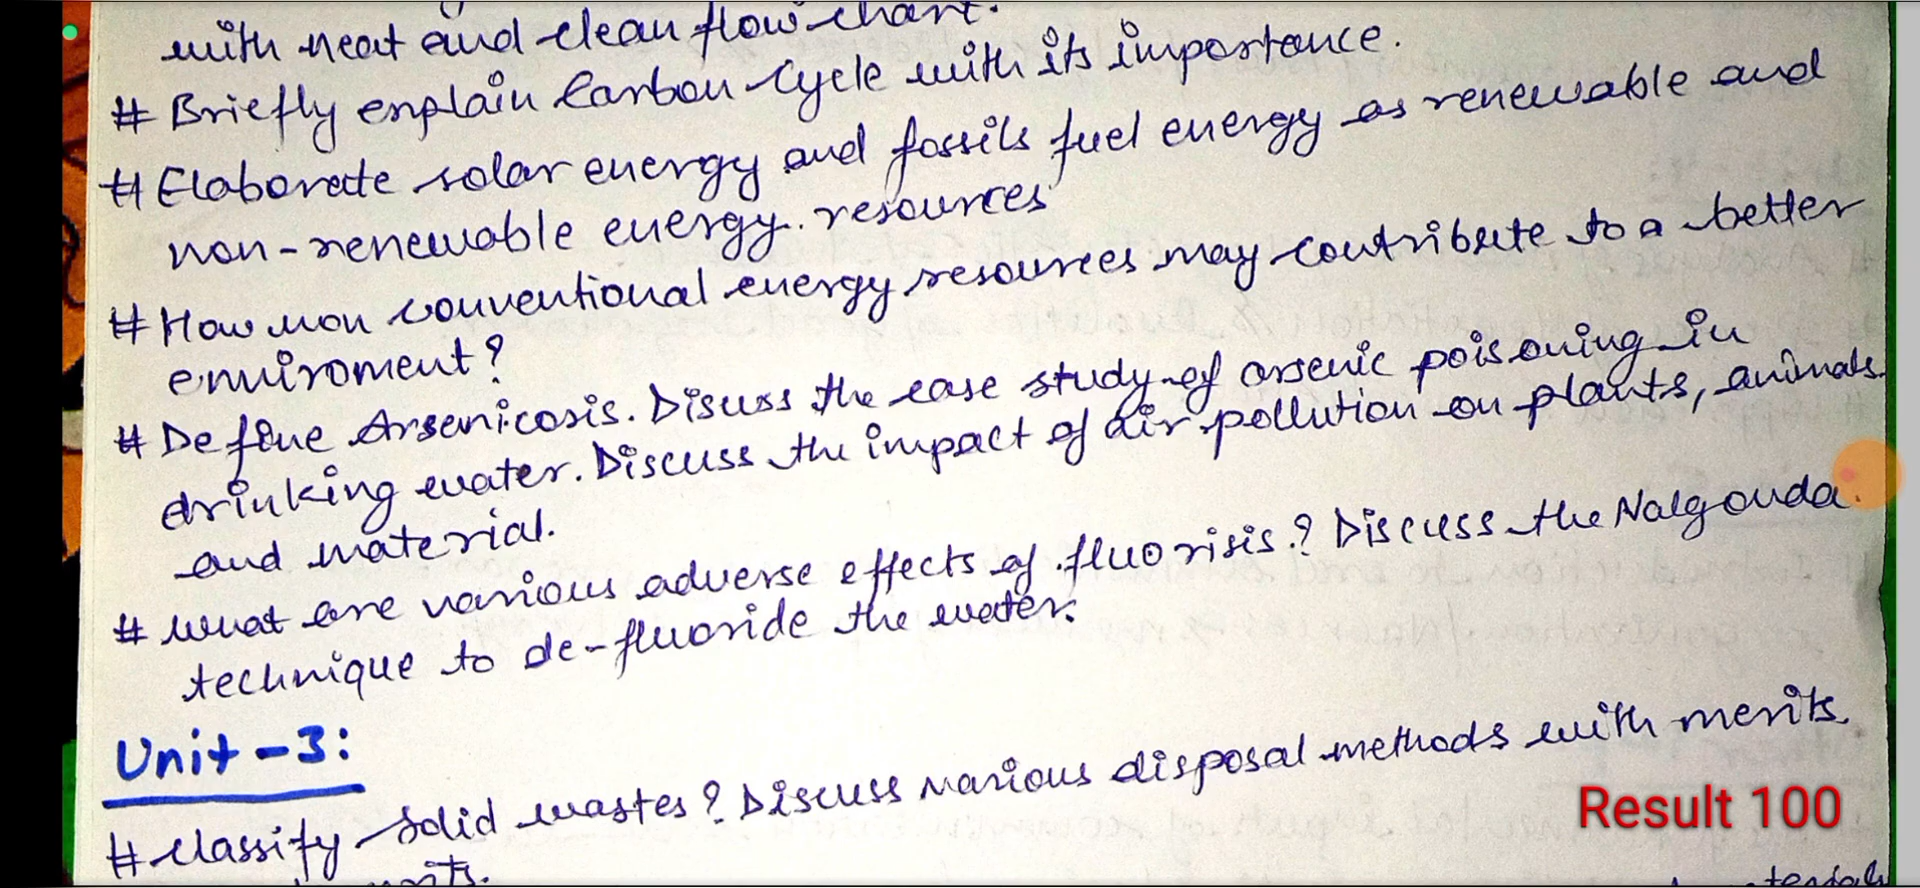 with neat and clean flow chart.
# Briefly explain Carbon Cycle with its importance.
# Elaborate solar energy and fossils fuel energy as renewable and
non-renewable energy. resources
# How non conventional energy resources may contribute to a better
enviroment?
# Define Arsenicosis. Discuss the case study of arsenic poisoning in
drinking water. Discuss the impact of air pollution on plants, animals
and material.
# what are various adverse effects of fluorisis.? Discuss the Nalgonda
technique to de-fluoride the water.
Unit-3:
# classify solid wastes? Discuss various disposal methods with merits.
Result 100